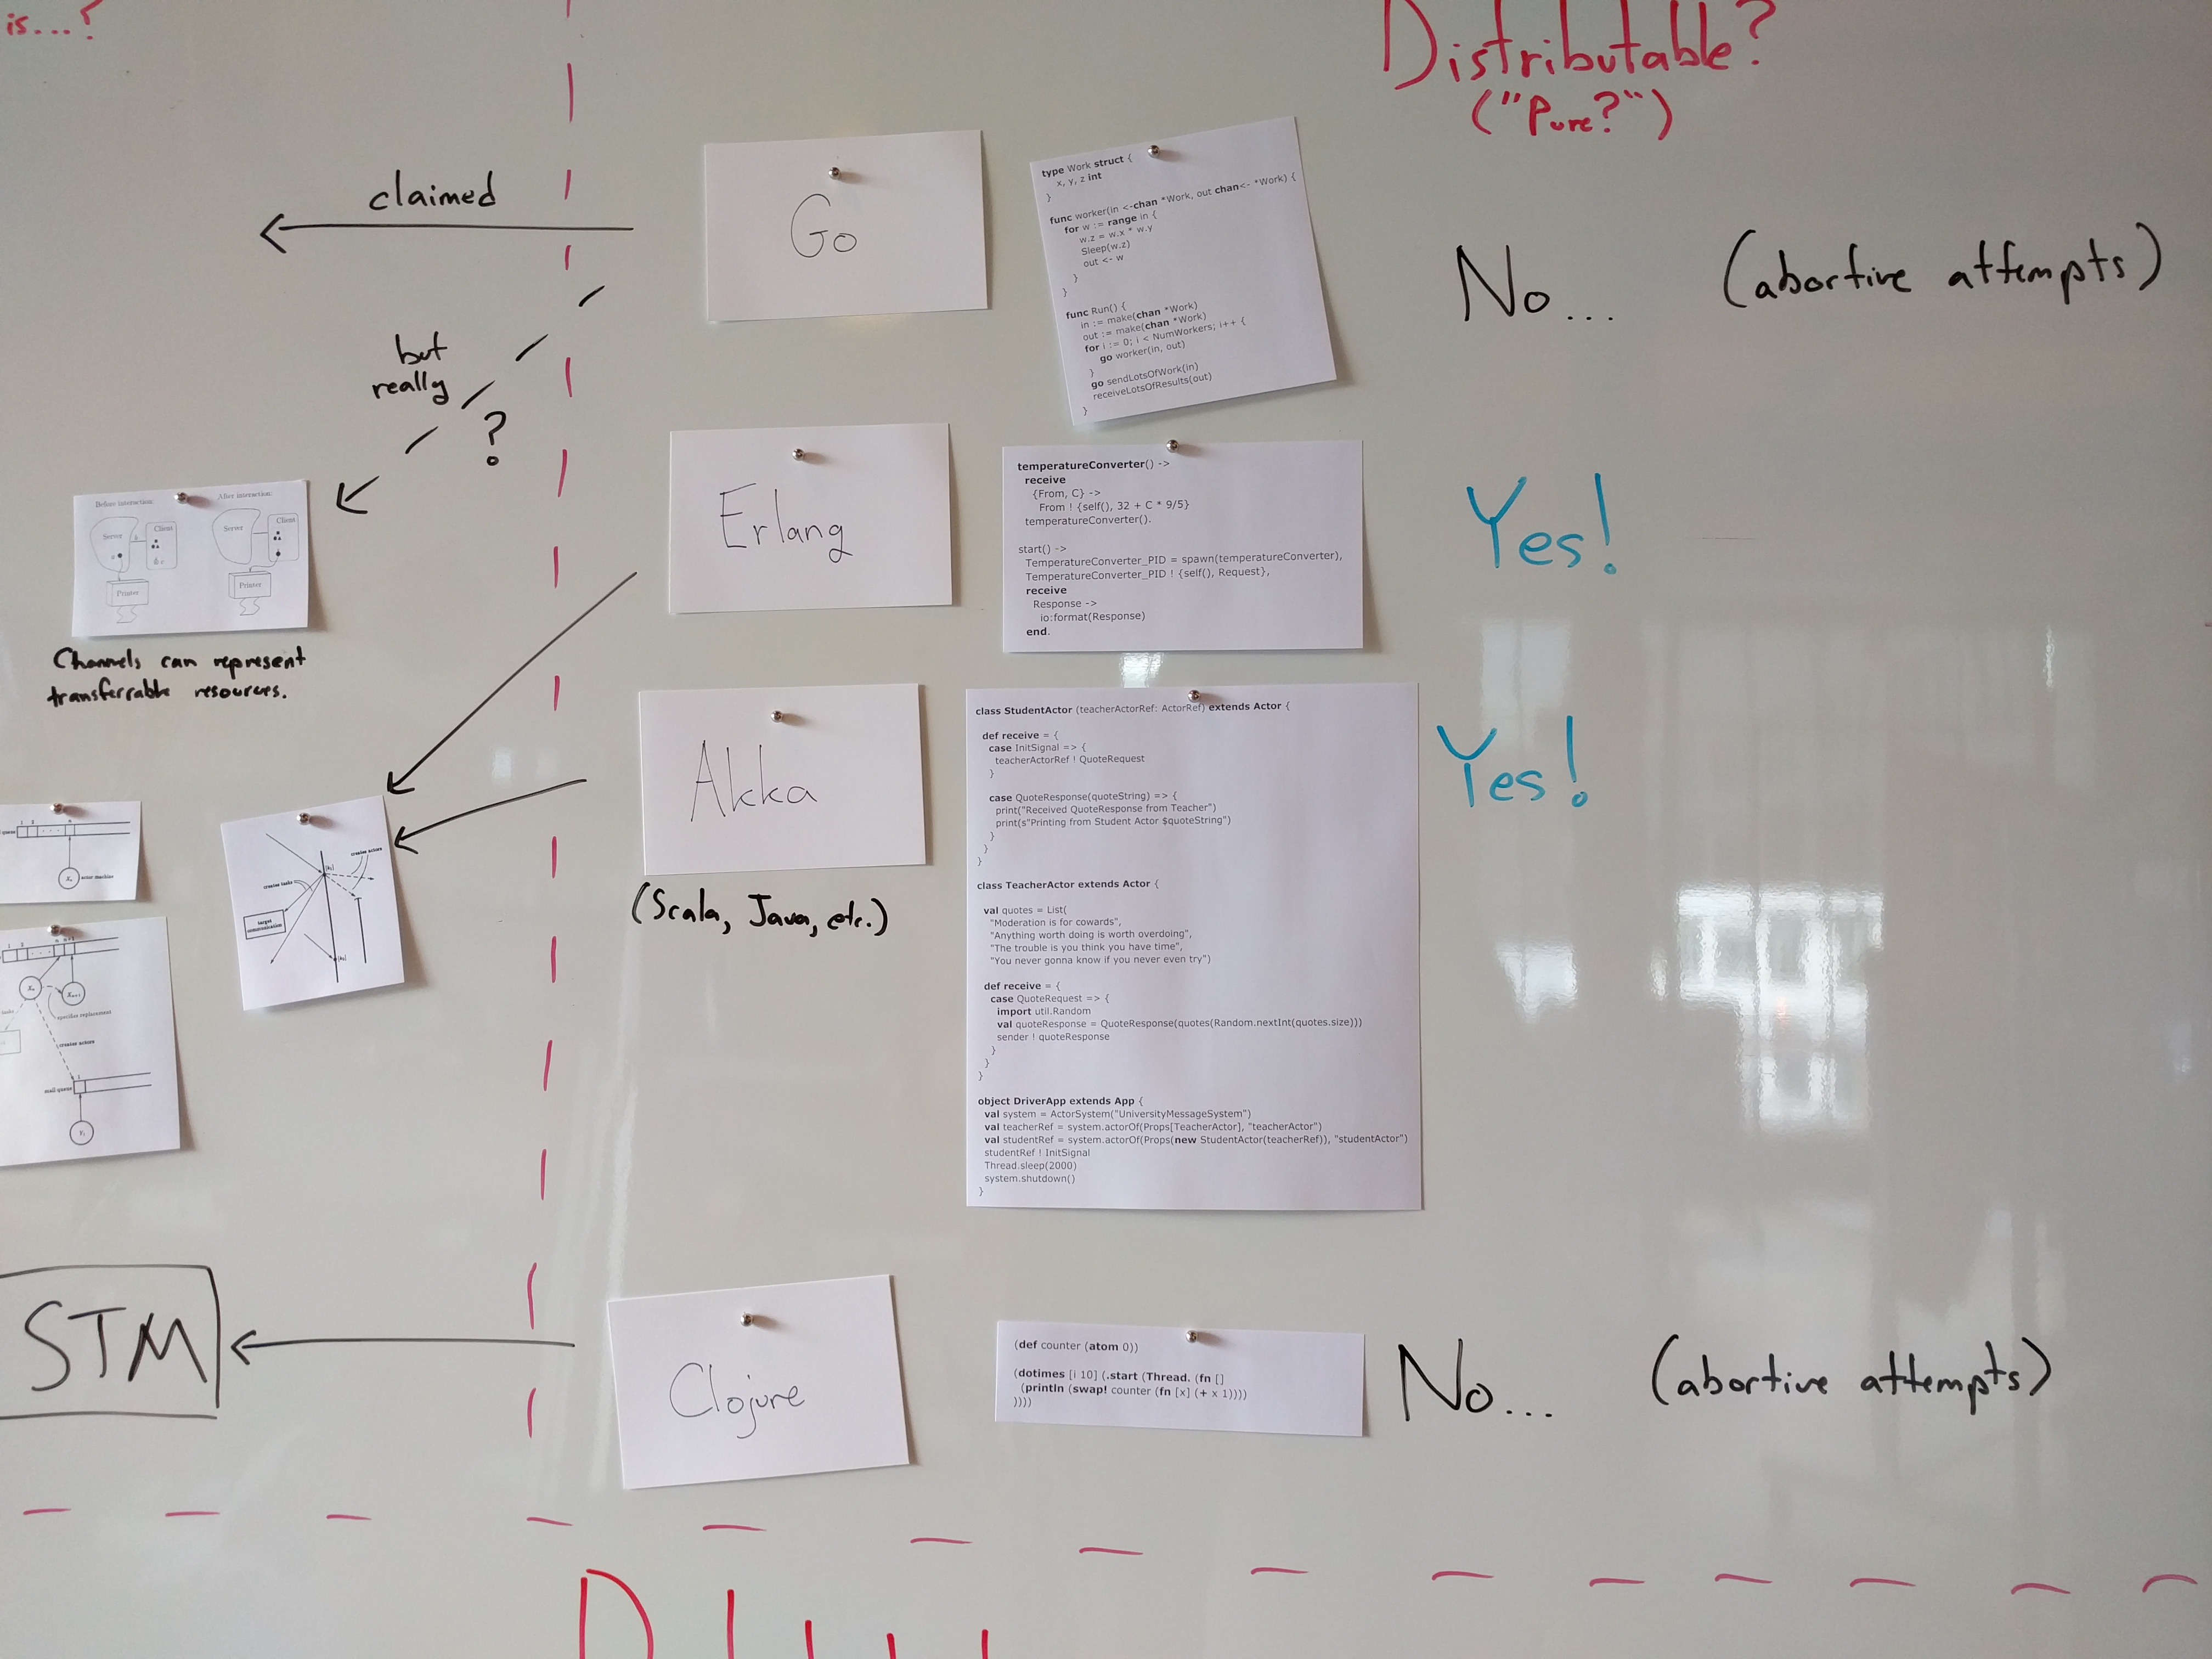 is...?
Distributable?
("Pure?")
claimed
Go
type Work struct {
x, y, z int
}
func worker(in <-chan *Work, out chan<- *Work) {
for w := range in {
w.z = w.x * w.y
Sleep(w.z)
out <- w
}
}
func Run() {
in := make(chan *Work)
out := make(chan *Work)
for i := 0; i < NumWorkers; i++ {
go worker(in, out)
}
go sendLotsOfWork(in)
receiveLotsOfResults(out)
}
No...
(abortive attempts)
but
really
?
Before interaction:
After interaction:
Server
Client
Server
Client
Printer
Printer
Channels can represent
transferrable resources.
Erlang
temperatureConverter() ->
receive
{From, C} ->
From ! {self(), 32 + C * 9/5}
temperatureConverter().
start() ->
TemperatureConverter_PID = spawn(temperatureConverter),
TemperatureConverter_PID ! {self(), Request},
receive
Response ->
io:format(Response)
end.
Yes!
Akka
(Scala, Java, etc.)
class StudentActor (teacherActorRef: ActorRef) extends Actor {
def receive = {
case InitSignal => {
teacherActorRef ! QuoteRequest
}
case QuoteResponse(quoteString) => {
print("Received QuoteResponse from Teacher")
print(s"Printing from Student Actor $quoteString")
}
}
}
class TeacherActor extends Actor {
val quotes = List(
"Moderation is for cowards",
"Anything worth doing is worth overdoing",
"The trouble is you think you have time",
"You never gonna know if you never even try")
def receive = {
case QuoteRequest => {
import util.Random
val quoteResponse = QuoteResponse(quotes(Random.nextInt(quotes.size)))
sender ! quoteResponse
}
}
}
object DriverApp extends App {
val system = ActorSystem("UniversityMessageSystem")
val teacherRef = system.actorOf(Props[TeacherActor], "teacherActor")
val studentRef = system.actorOf(Props(new StudentActor(teacherRef)), "studentActor")
studentRef ! InitSignal
Thread.sleep(2000)
system.shutdown()
}
Yes!
1 2 n
actor machine
creates actors
creates tasks
target
communication
1 2 n n+1
specifies replacement
creates actors
mail queue
1
STM
Clojure
(def counter (atom 0))
(dotimes [i 10] (.start (Thread. (fn []
(println (swap! counter (fn [x] (+ x 1))))
))))
No...
(abortive attempts)